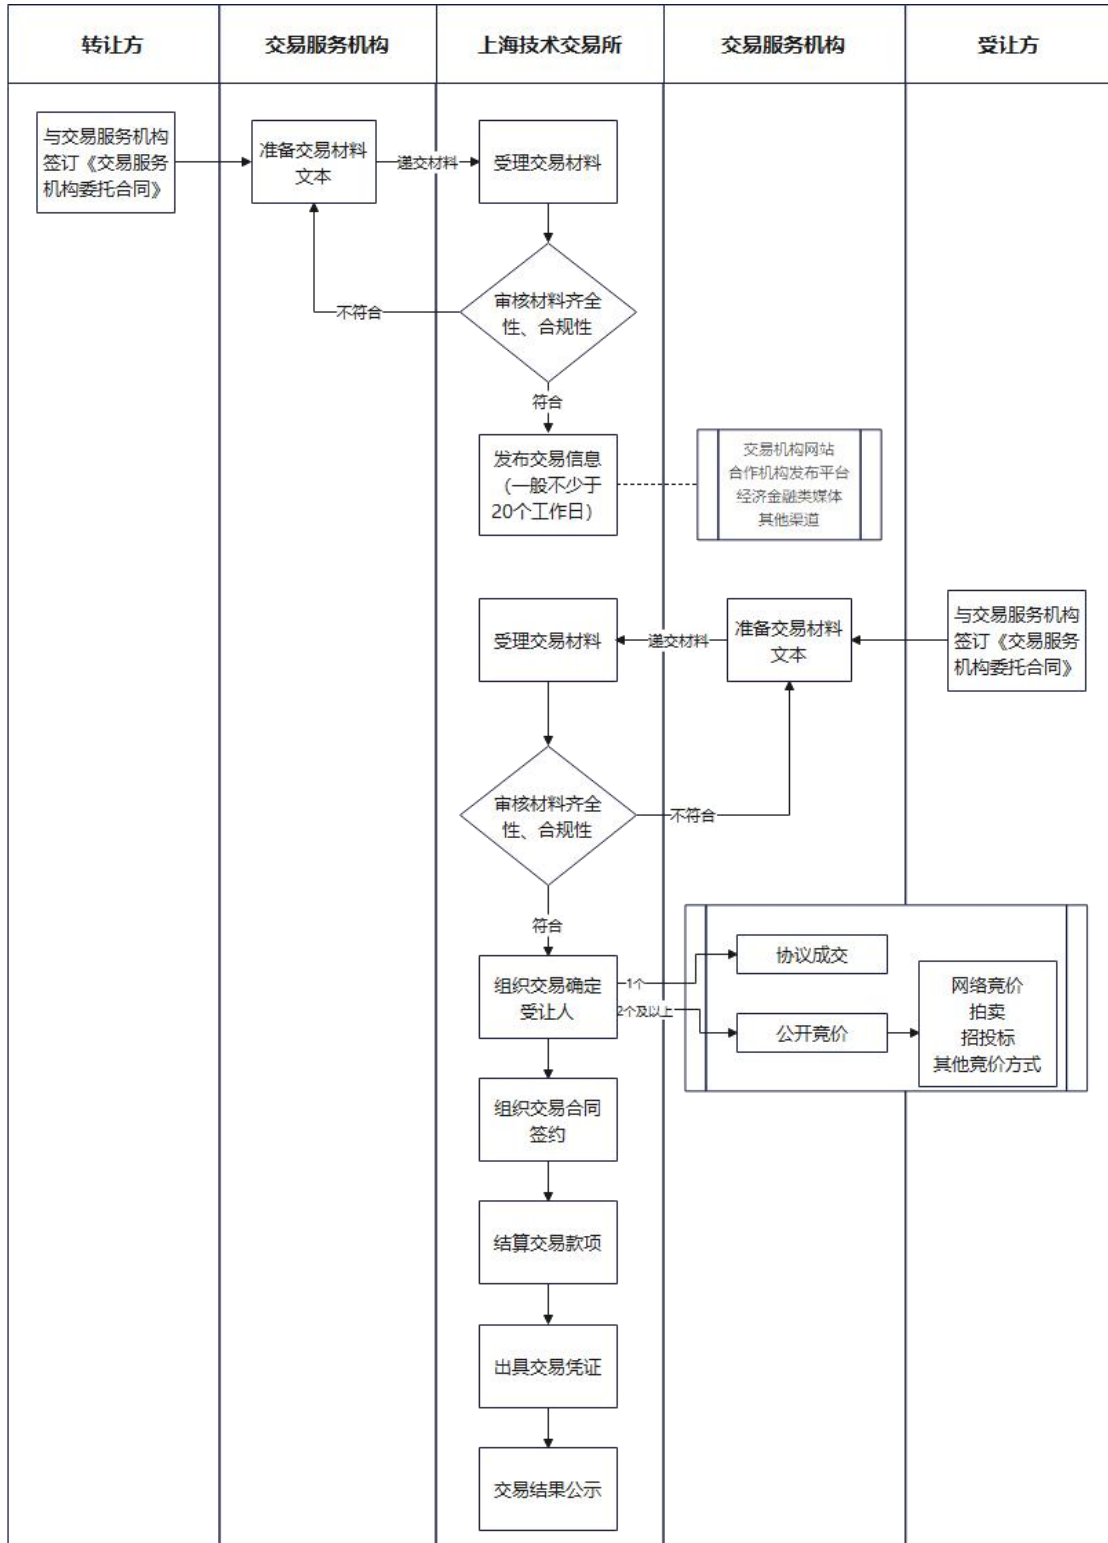 转让方
交易服务机构
上海技术交易所
交易服务机构
受让方
与交易服务机构
签订《交易服务
机构委托合同》
准备交易材料
文本
递交材料
受理交易材料
审核材料齐全
性、合规性
不符合
符合
发布交易信息
（一般不少于
20个工作日）
交易机构网站
合作机构发布平台
经济金融类媒体
其他渠道
与交易服务机构
签订《交易服务
机构委托合同》
准备交易材料
文本
递交材料
受理交易材料
审核材料齐全
性、合规性
不符合
符合
组织交易确定
受让人
1个
2个及以上
协议成交
公开竞价
网络竞价
拍卖
招投标
其他竞价方式
组织交易合同
签约
结算交易款项
出具交易凭证
交易结果公示